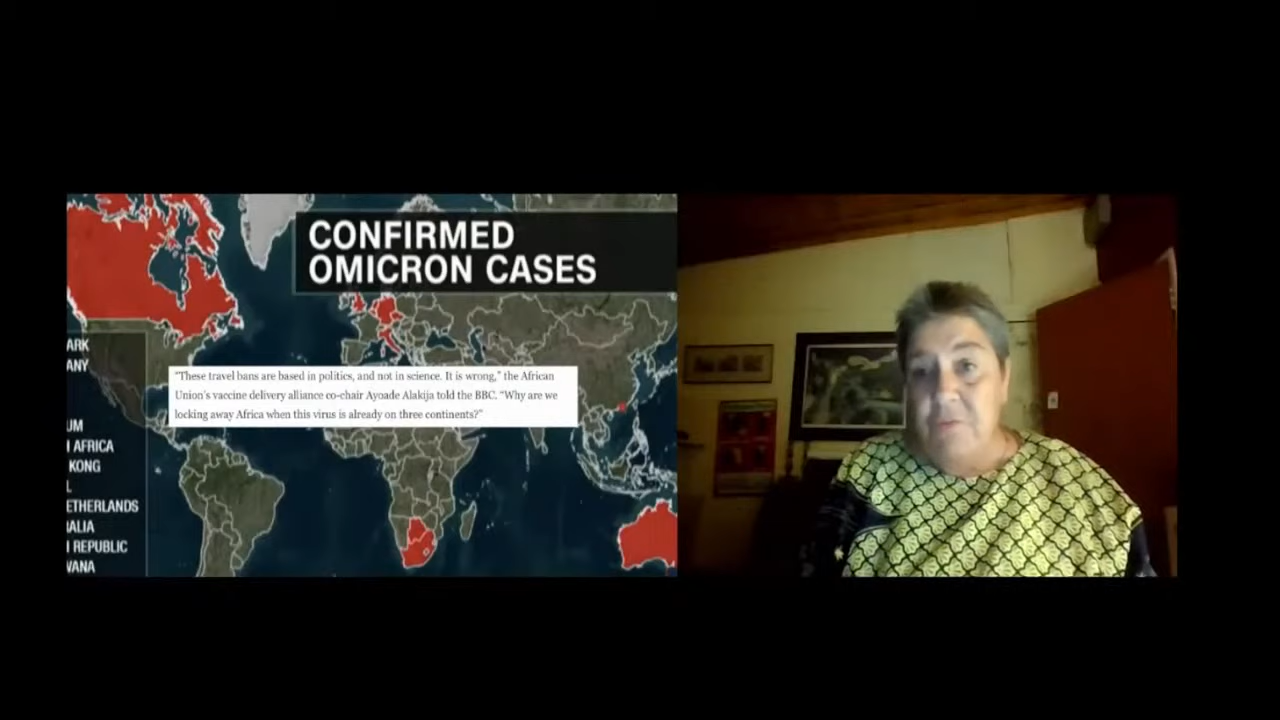 CONFIRMED
OMICRON CASES
ARK
ANY
"These travel bans are based in politics, and not in science. It is wrong," the African
Union's vaccine delivery alliance co-chair Ayoade Alakija told the BBC. "Why are we
locking away Africa when this virus is already on three continents?"
UM
AFRICA
KONG
L
ETHERLANDS
RALIA
REPUBLIC
WANA